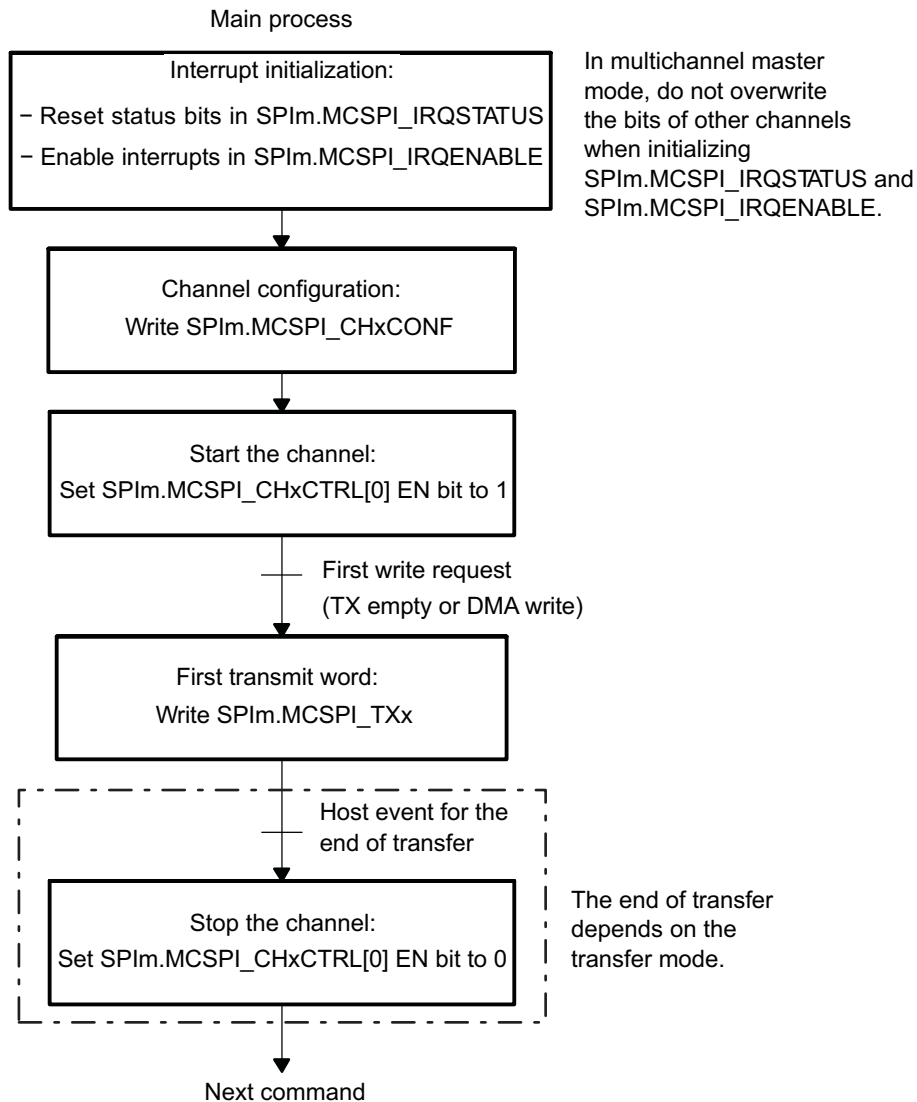 Main process
Interrupt initialization:
− Reset status bits in SPIm.MCSPI_IRQSTATUS
− Enable interrupts in SPIm.MCSPI_IRQENABLE
In multichannel master
mode, do not overwrite
the bits of other channels
when initializing
SPIm.MCSPI_IRQSTATUS and
SPIm.MCSPI_IRQENABLE.
Channel configuration:
Write SPIm.MCSPI_CHxCONF
Start the channel:
Set SPIm.MCSPI_CHxCTRL[0] EN bit to 1
First write request
(TX empty or DMA write)
First transmit word:
Write SPIm.MCSPI_TXx
Host event for the
end of transfer
Stop the channel:
Set SPIm.MCSPI_CHxCTRL[0] EN bit to 0
The end of transfer
depends on the
transfer mode.
Next command